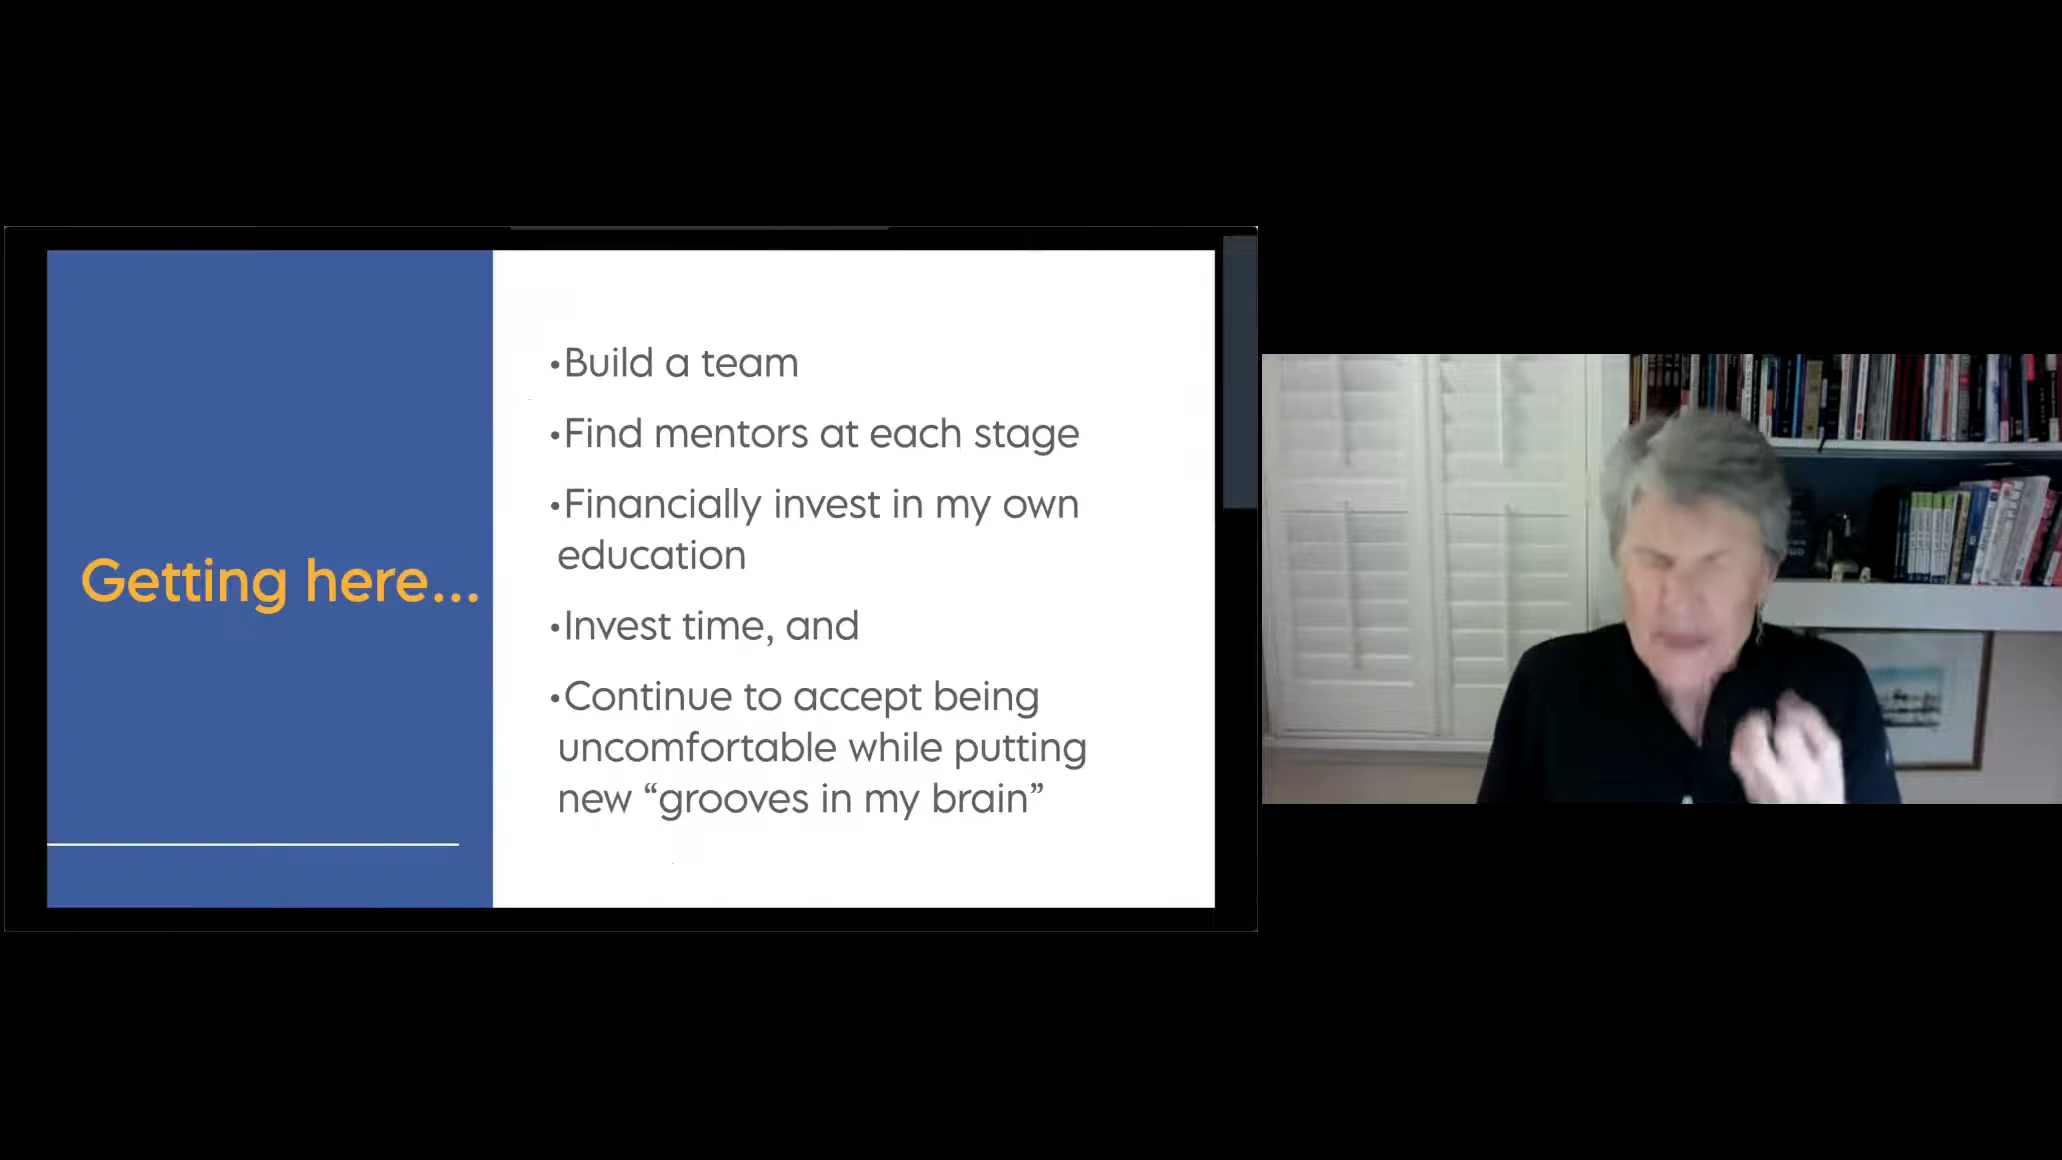 Getting here...
•Build a team
•Find mentors at each stage
•Financially invest in my own
education
•Invest time, and
•Continue to accept being
uncomfortable while putting
new “grooves in my brain”